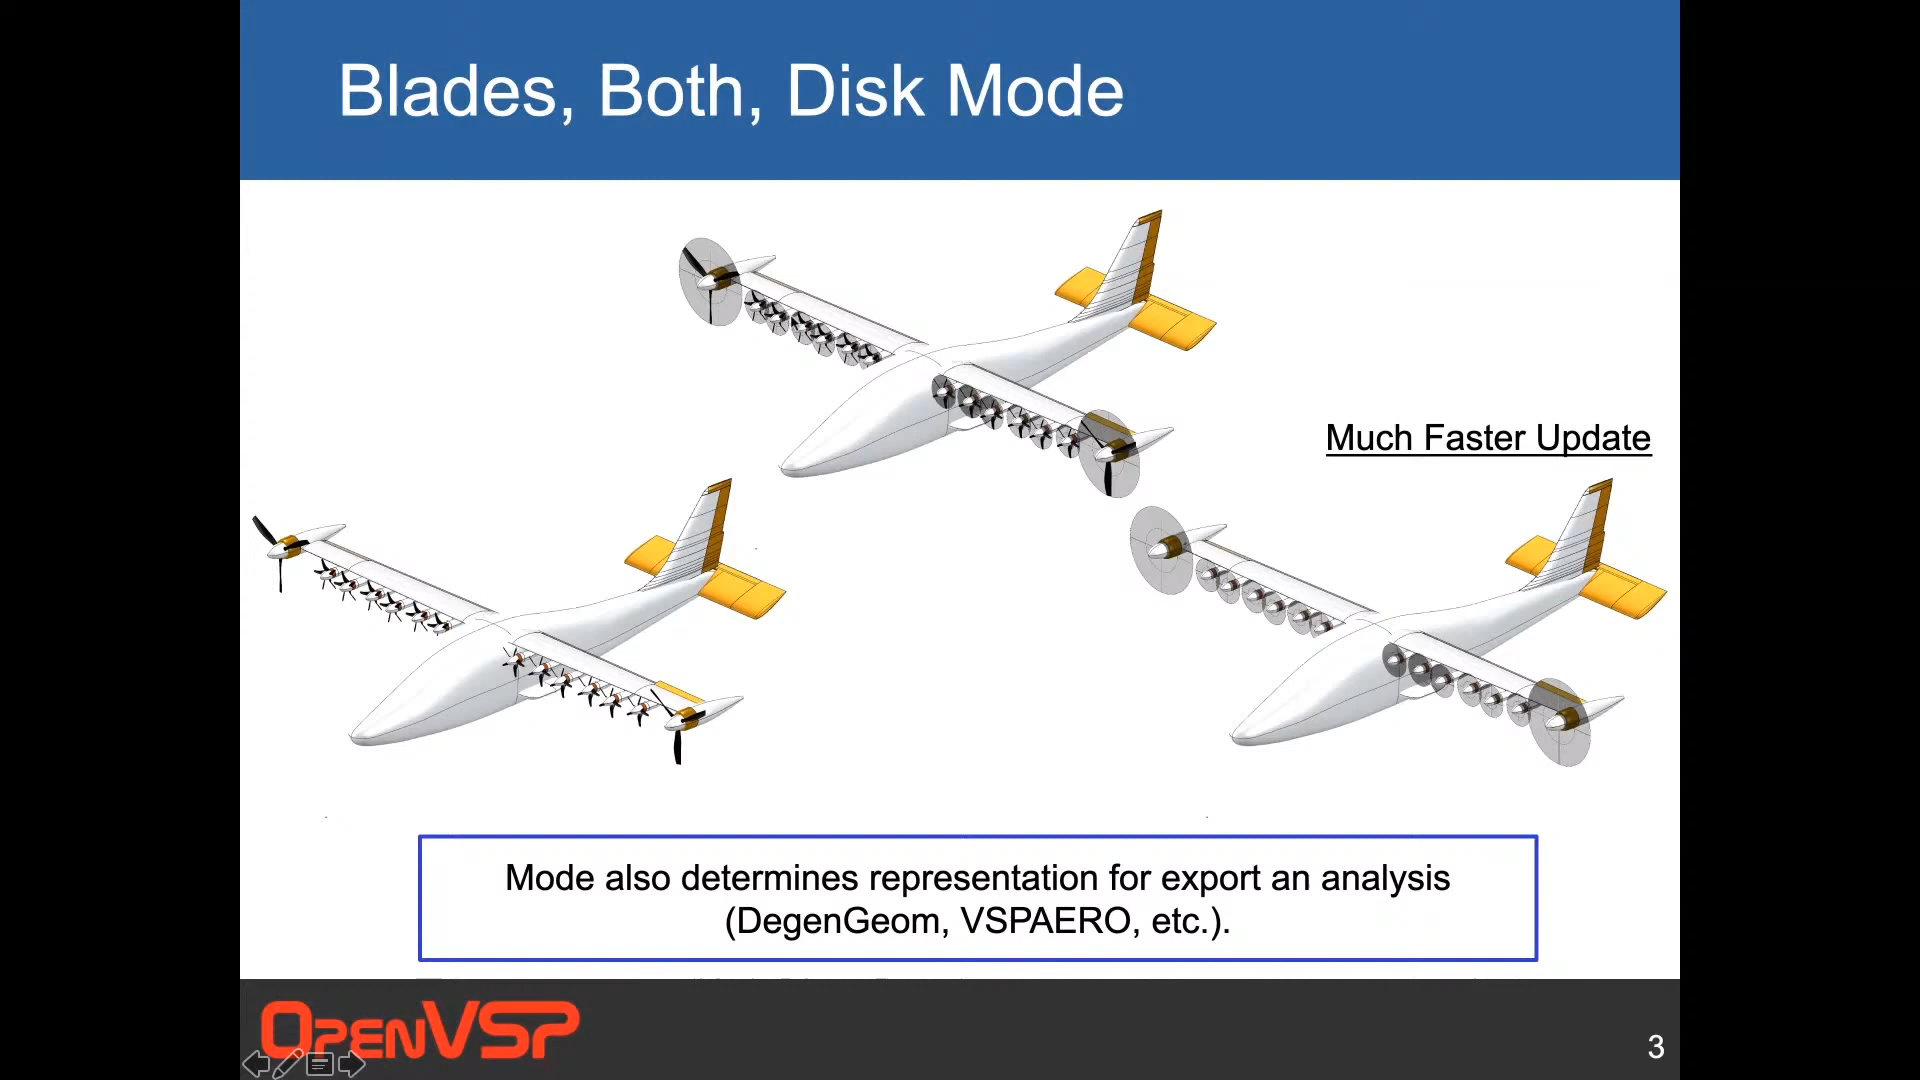 Blades, Both, Disk Mode
Much Faster Update
Mode also determines representation for export an analysis
(DegenGeom, VSPAERO, etc.).
OpenVSP
3